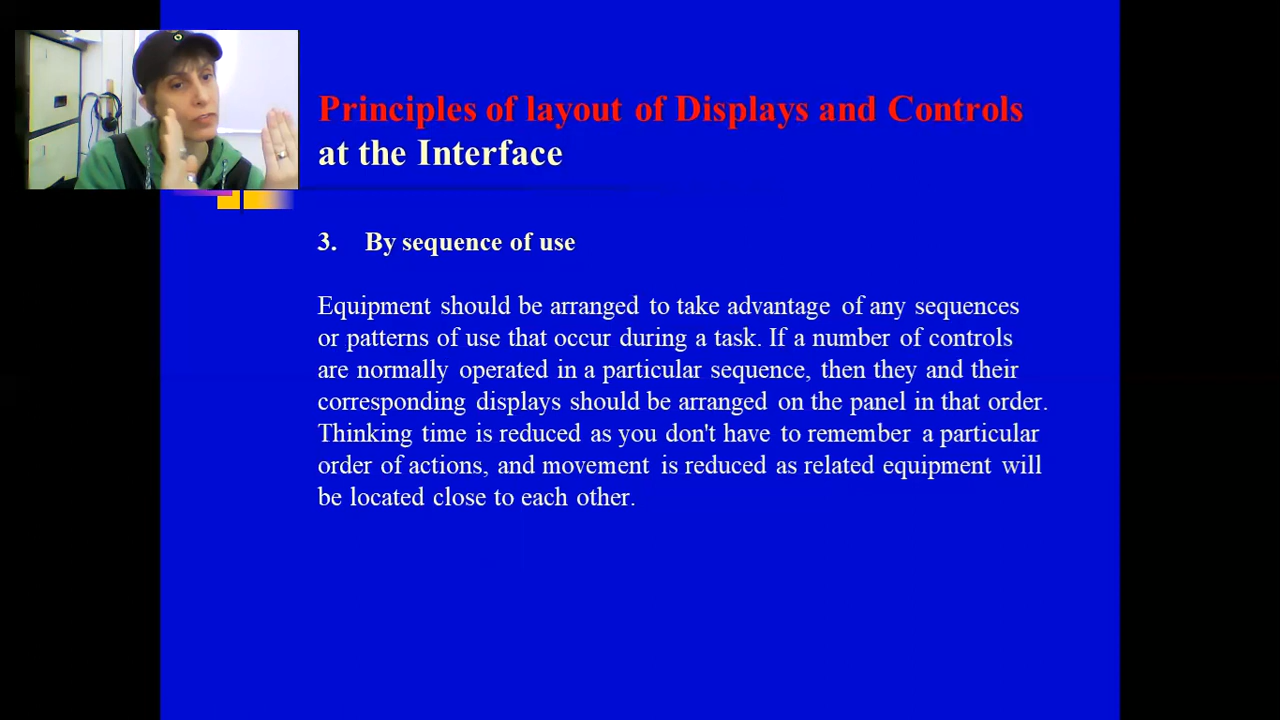 Principles of layout of Displays and Controls
at the Interface
3. By sequence of use
Equipment should be arranged to take advantage of any sequences
or patterns of use that occur during a task. If a number of controls
are normally operated in a particular sequence, then they and their
corresponding displays should be arranged on the panel in that order.
Thinking time is reduced as you don't have to remember a particular
order of actions, and movement is reduced as related equipment will
be located close to each other.